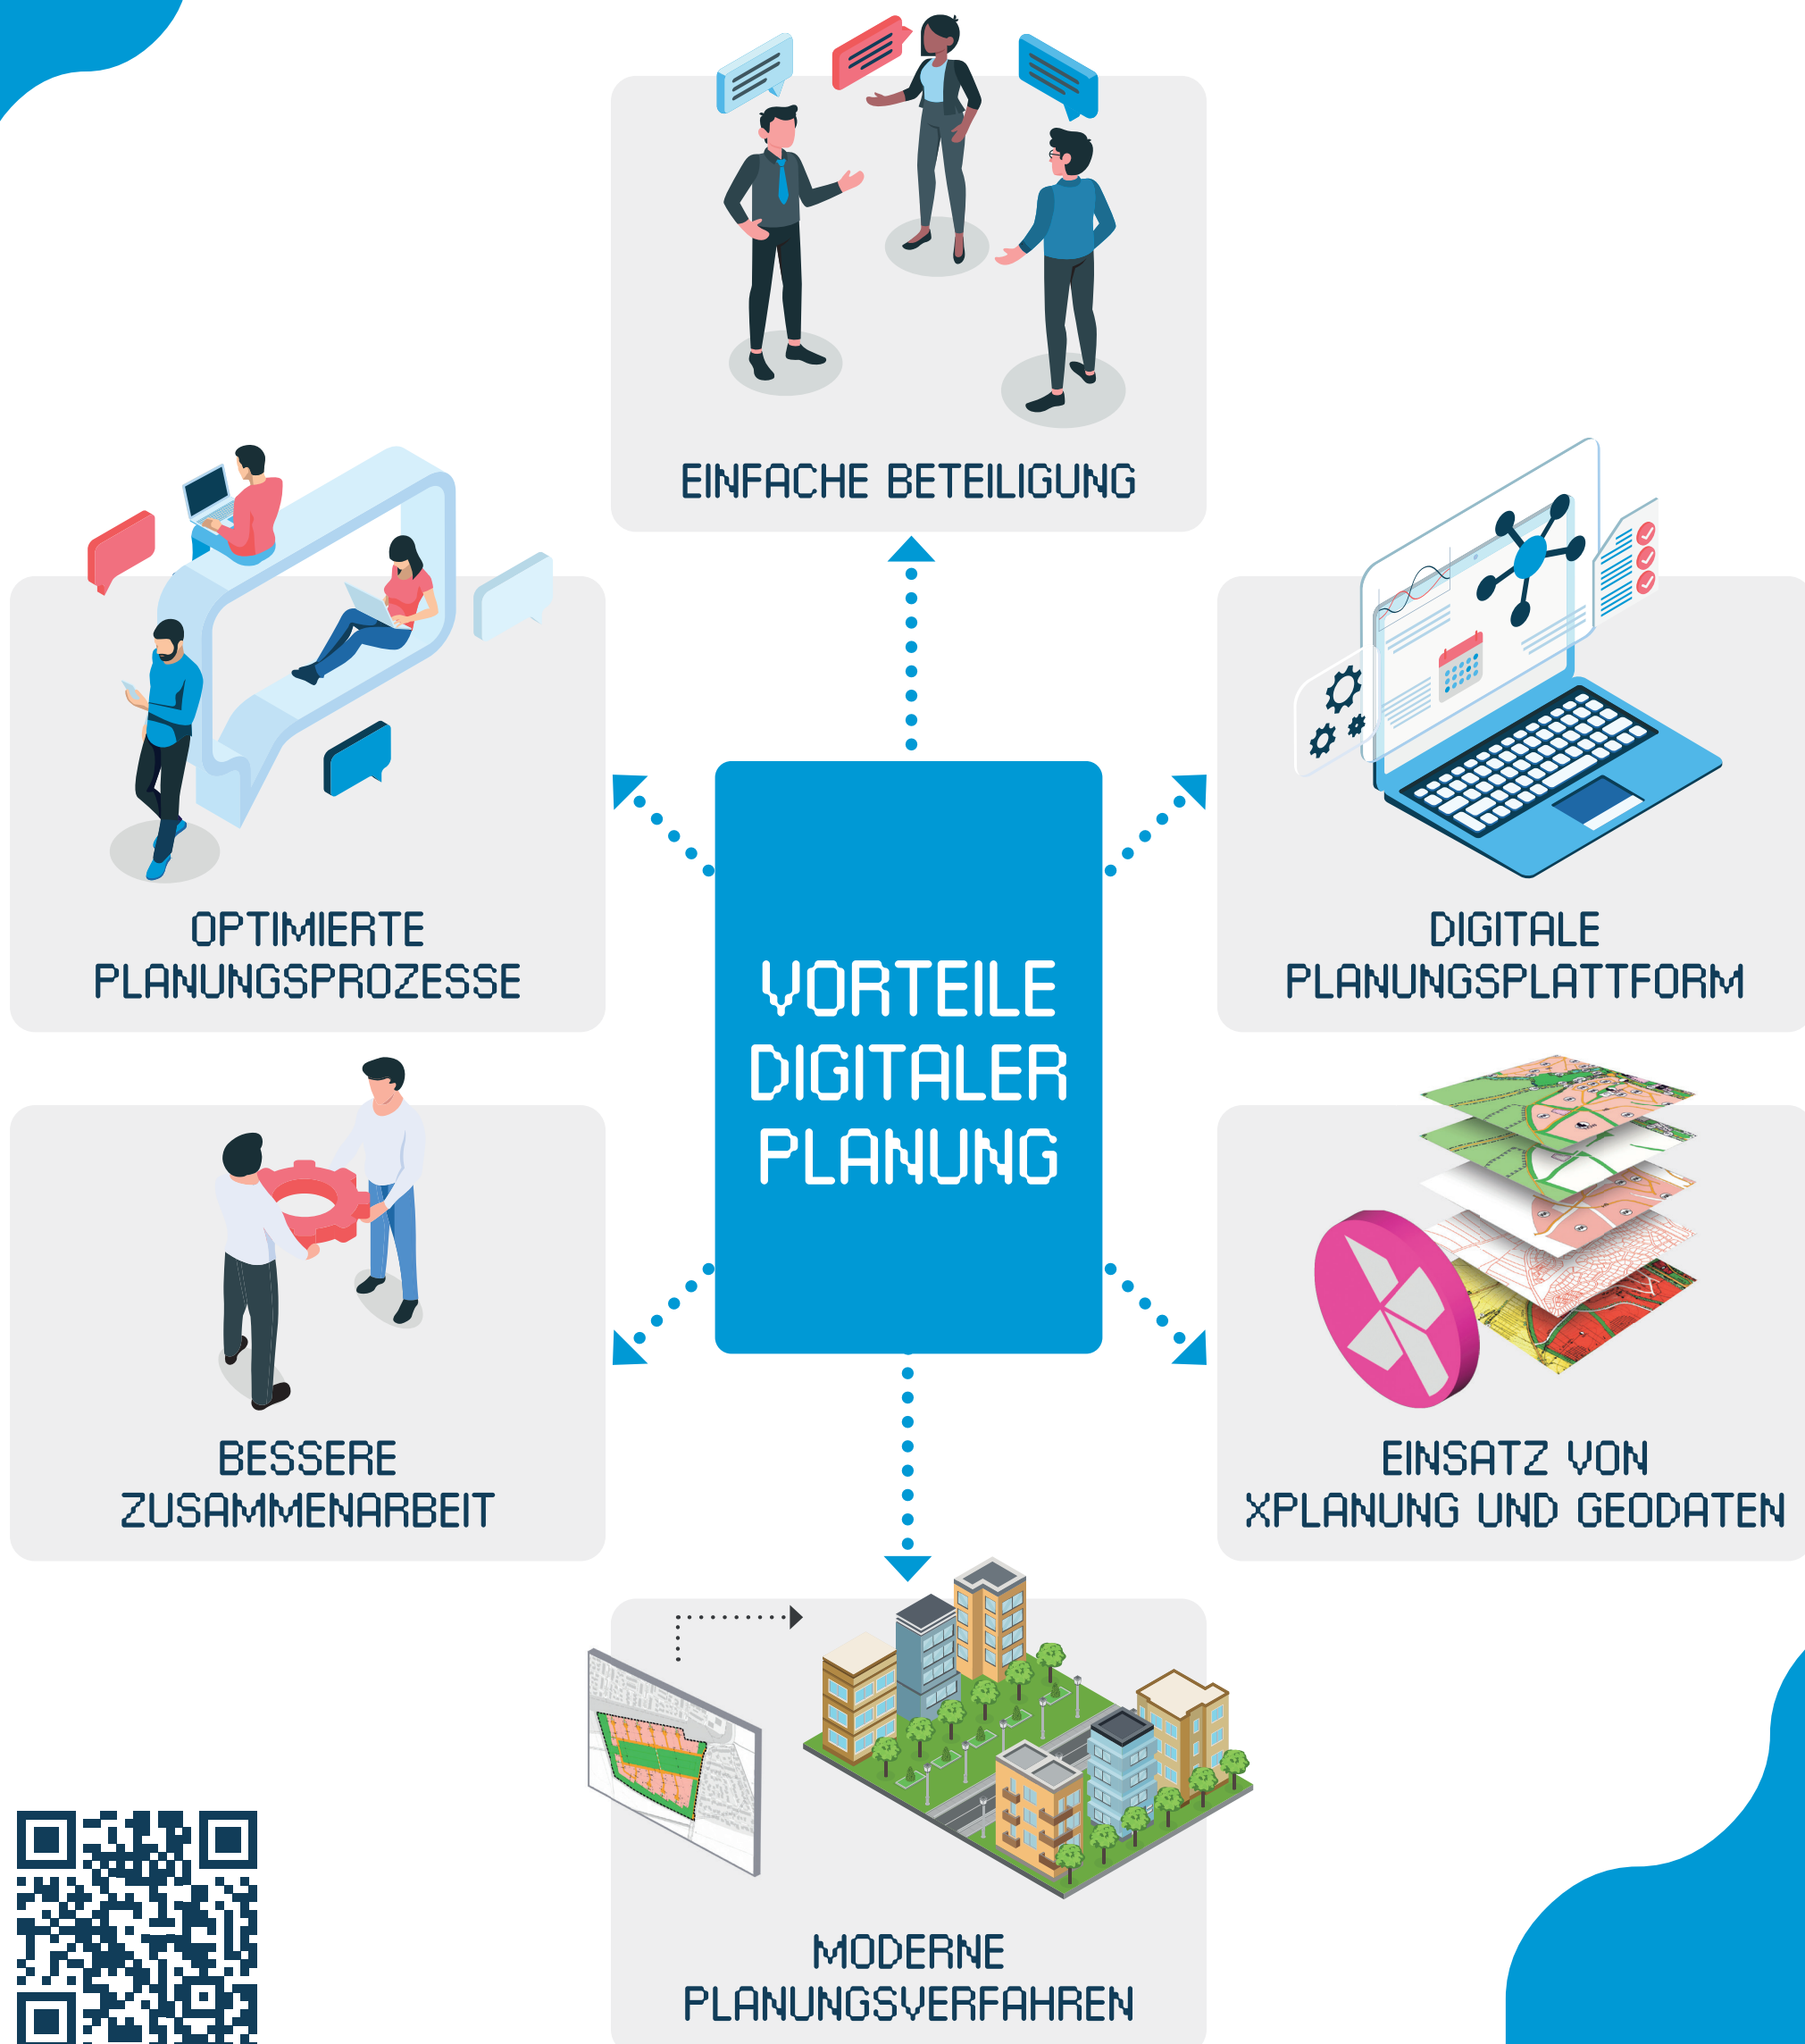 EINFACHE BETEILIGUNG
OPTIMIERTE
PLANUNGSPROZESSE
DIGITALE
PLANUNGSPLATTFORM
VORTEILE
DIGITALER
PLANUNG
BESSERE
ZUSAMMENARBEIT
EINSATZ VON
XPLANUNG UND GEODATEN
MODERNE
PLANUNGSVERFAHREN